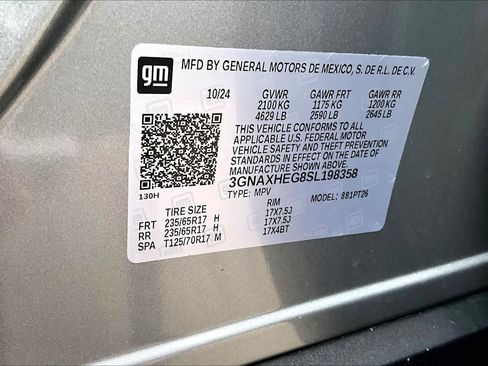 gm
MFD BY GENERAL MOTORS DE MEXICO, S. DE R.L. DE C.V.
10/24 GVWR GAWR FRT GAWR RR
2100 KG 1175 KG 1200 KG
4629 LB 2590 LB 2645 LB
THIS VEHICLE CONFORMS TO ALL
APPLICABLE U.S. FEDERAL MOTOR
VEHICLE SAFETY AND THEFT
PREVENTION STANDARDS IN EFFECT ON
THE DATE OF MANUFACTURE SHOWN ABOVE.
3GNAXHEG8SL198358
130H TYPE: MPV MODEL: 881PT26
TIRE SIZE RIM
FRT 235/65R17 H 17X7.5J
RR 235/65R17 H 17X7.5J
SPA T125/70R17 M 17X4BT